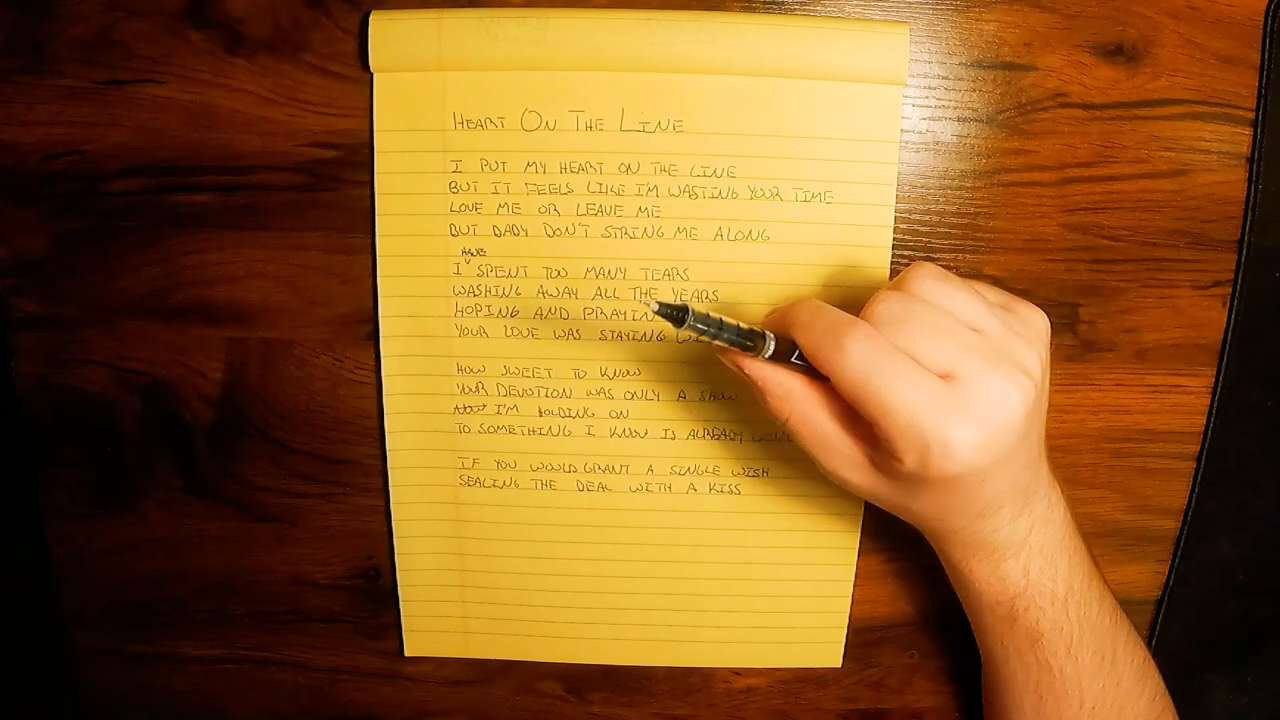 HEART ON THE LINE
I PUT MY HEART ON THE LINE
BUT IT FEELS LIKE I'M WASTING YOUR TIME
LOVE ME OR LEAVE ME
BUT BABY DON'T STRING ME ALONG
HAVE
I SPENT TOO MANY TEARS
WASHING AWAY ALL THE YEARS
HOPING AND PRAYIN
YOUR LOVE WAS STAYING
HOW SWEET TO KNOW
YOUR DEVOTION WAS ONLY A SHOW
I'M HOLDING ON
TO SOMETHING I KNOW IS ALREADY
IF YOU WOULD GRANT A SINGLE WISH
SEALING THE DEAL WITH A KISS